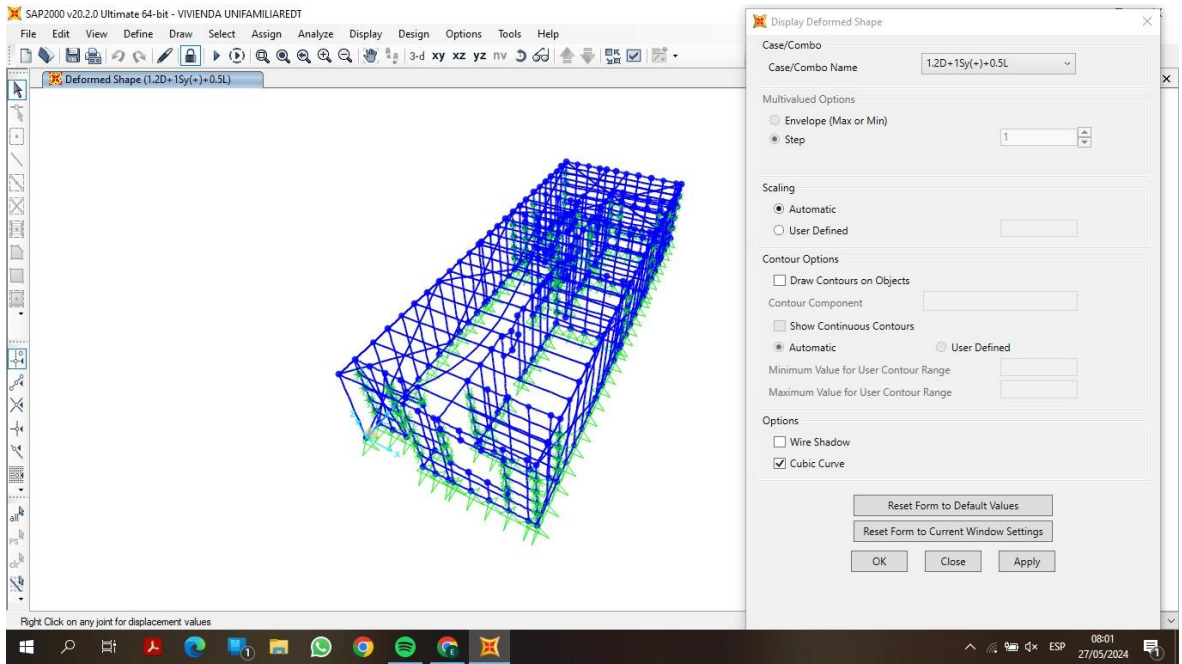 SAP2000 v20.2.0 Ultimate 64-bit - VIVIENDA UNIFAMILIAREDT
File Edit View Define Draw Select Assign Analyze Display Design Options Tools Help
3-d xy xz yz nv
Deformed Shape (1.2D+1Sy(+)+0.5L)
all
PS
clr
X
Right Click on any joint for displacement values
Display Deformed Shape
Case/Combo
Case/Combo Name 1.2D+1Sy(+)+0.5L
Multivalued Options
Envelope (Max or Min)
Step 1
Scaling
Automatic
User Defined
Contour Options
Draw Contours on Objects
Contour Component
Show Continuous Contours
Automatic User Defined
Minimum Value for User Contour Range
Maximum Value for User Contour Range
Options
Wire Shadow
Cubic Curve
Reset Form to Default Values
Reset Form to Current Window Settings
OK Close Apply
1
ESP
08:01
27/05/2024